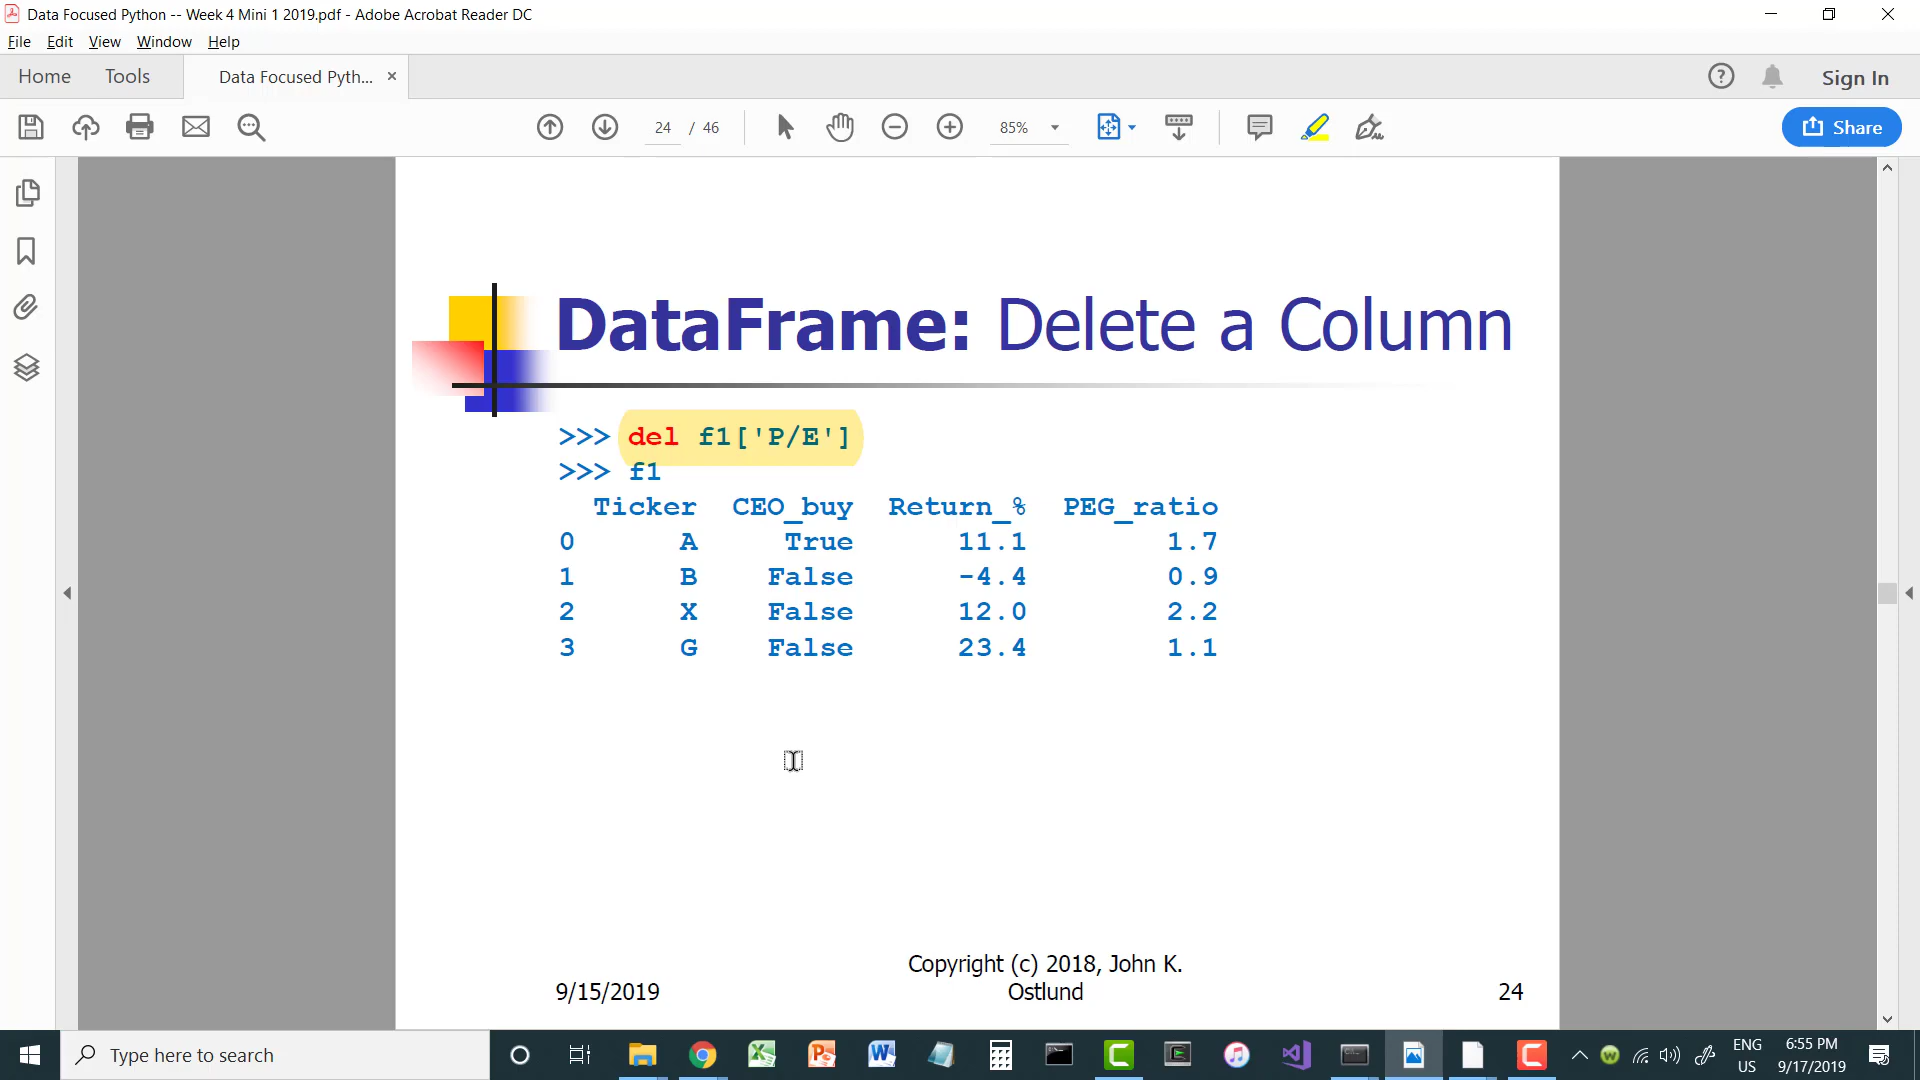 Data Focused Python -- Week 4 Mini 1 2019.pdf - Adobe Acrobat Reader DC
File Edit View Window Help
Home Tools Data Focused Pyth... × Sign In
24 / 46 85% Share
DataFrame: Delete a Column
>>> del f1['P/E']
>>> f1
Ticker CEO_buy Return_% PEG_ratio
0 A True 11.1 1.7
1 B False -4.4 0.9
2 X False 12.0 2.2
3 G False 23.4 1.1
Copyright (c) 2018, John K.
9/15/2019 Ostlund 24
Type here to search
ENG 6:55 PM
US 9/17/2019